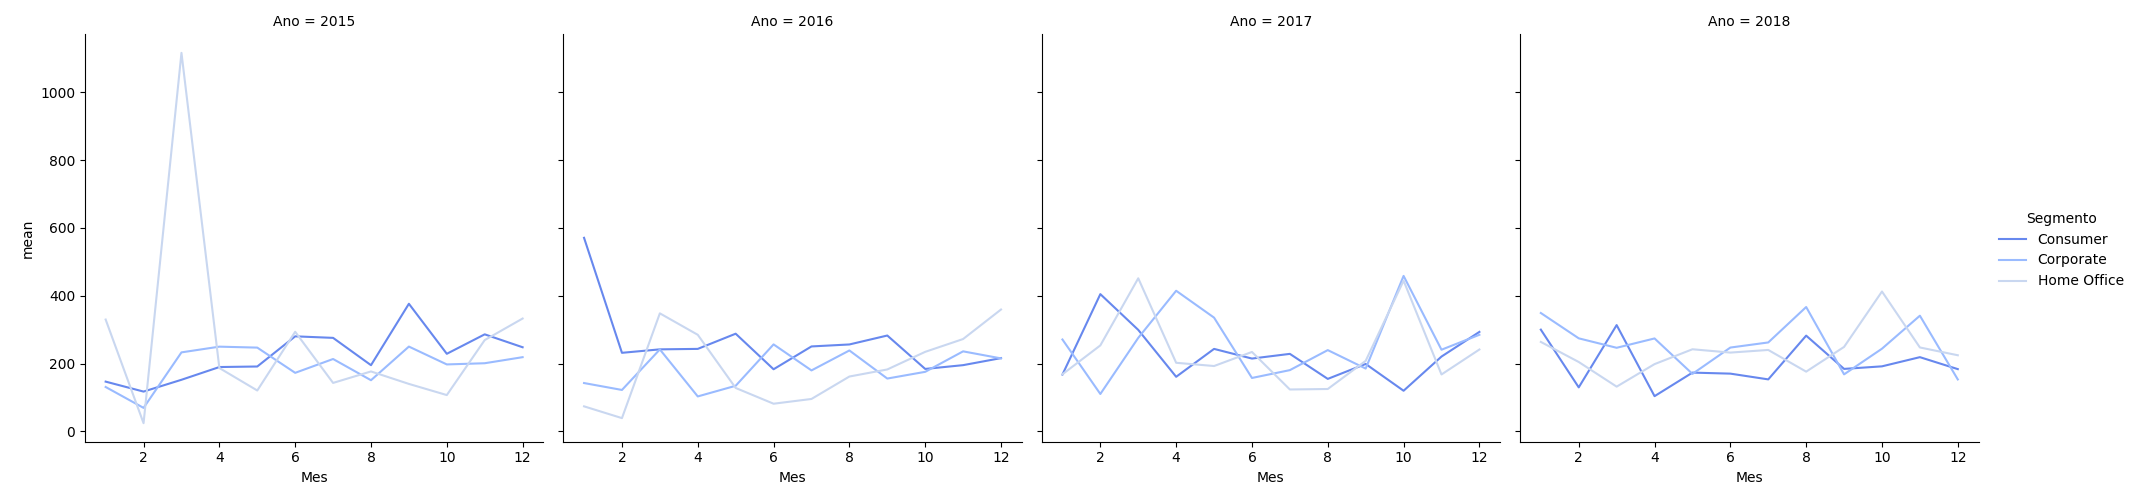 Ano = 2015
Ano = 2016
Ano = 2017
Ano = 2018
1000
800
600
400
200
0
mean
2 4 6 8 10 12
2 4 6 8 10 12
2 4 6 8 10 12
2 4 6 8 10 12
Mes
Mes
Mes
Mes
Segmento
Consumer
Corporate
Home Office